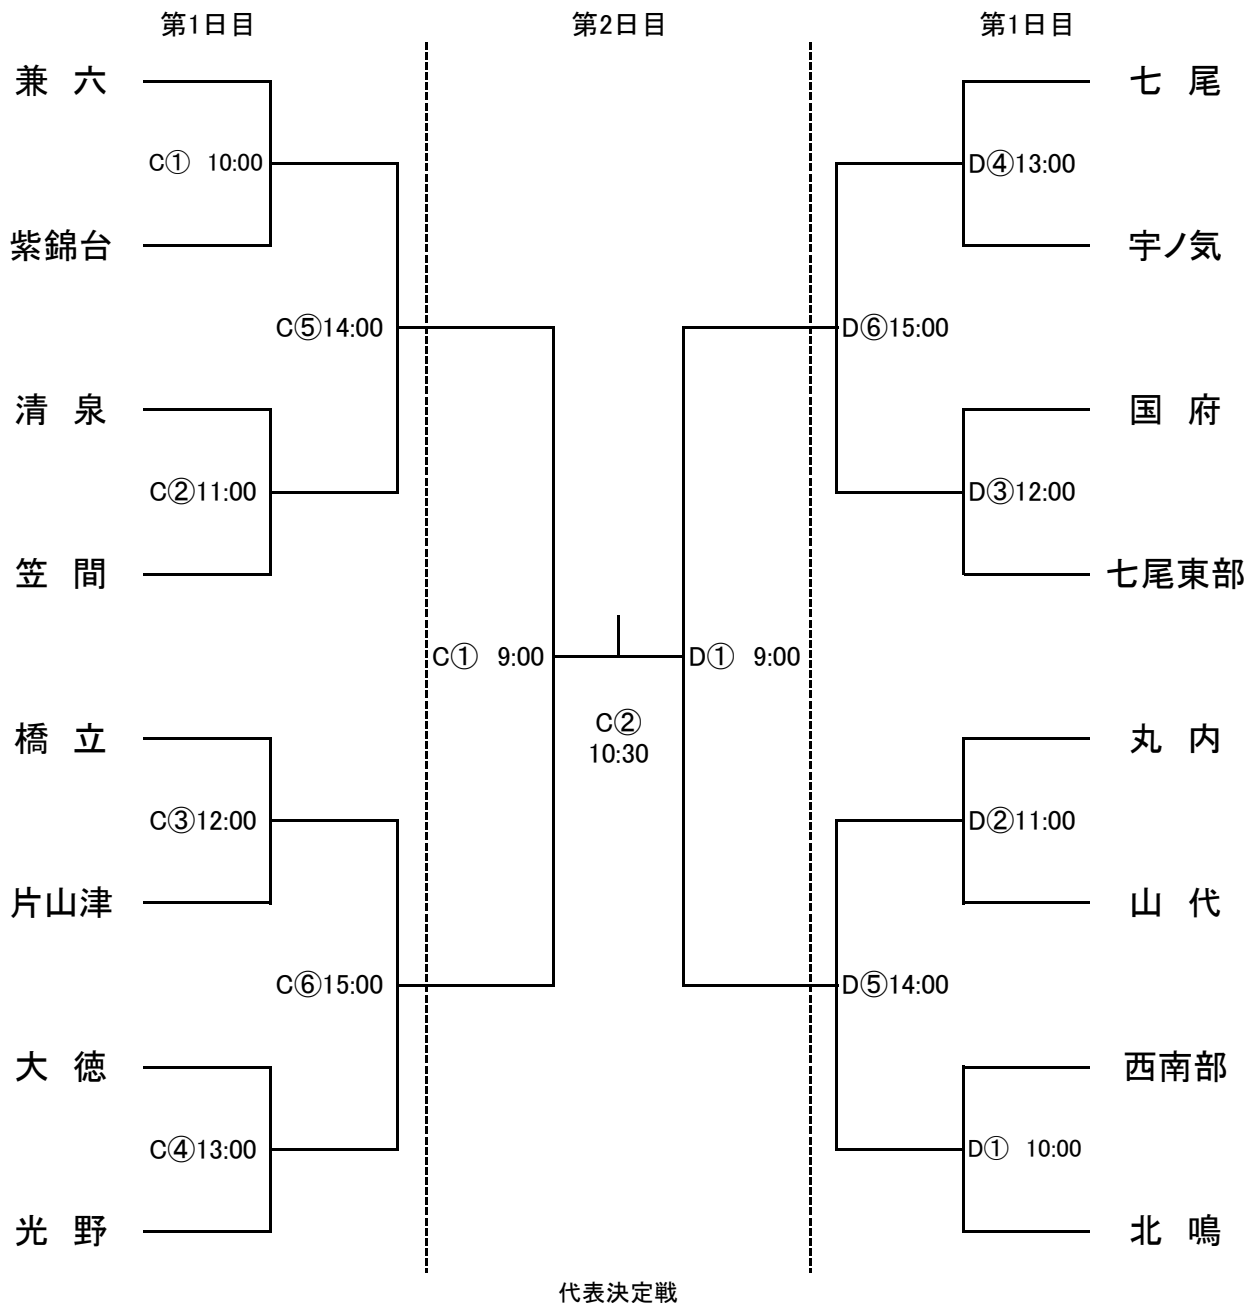 第1日目 第2日目 第1日目
兼 六 七 尾
C① 10:00 D④13:00
紫錦台 宇ノ気
C⑤14:00 D⑥15:00
清 泉 国 府
C②11:00 D③12:00
笠 間 七尾東部
C① 9:00 D① 9:00
C②
10:30
橋 立 丸 内
C③12:00 D②11:00
片山津 山 代
C⑥15:00 D⑤14:00
大 徳 西南部
C④13:00 D① 10:00
光 野 北 鳴
代表決定戦